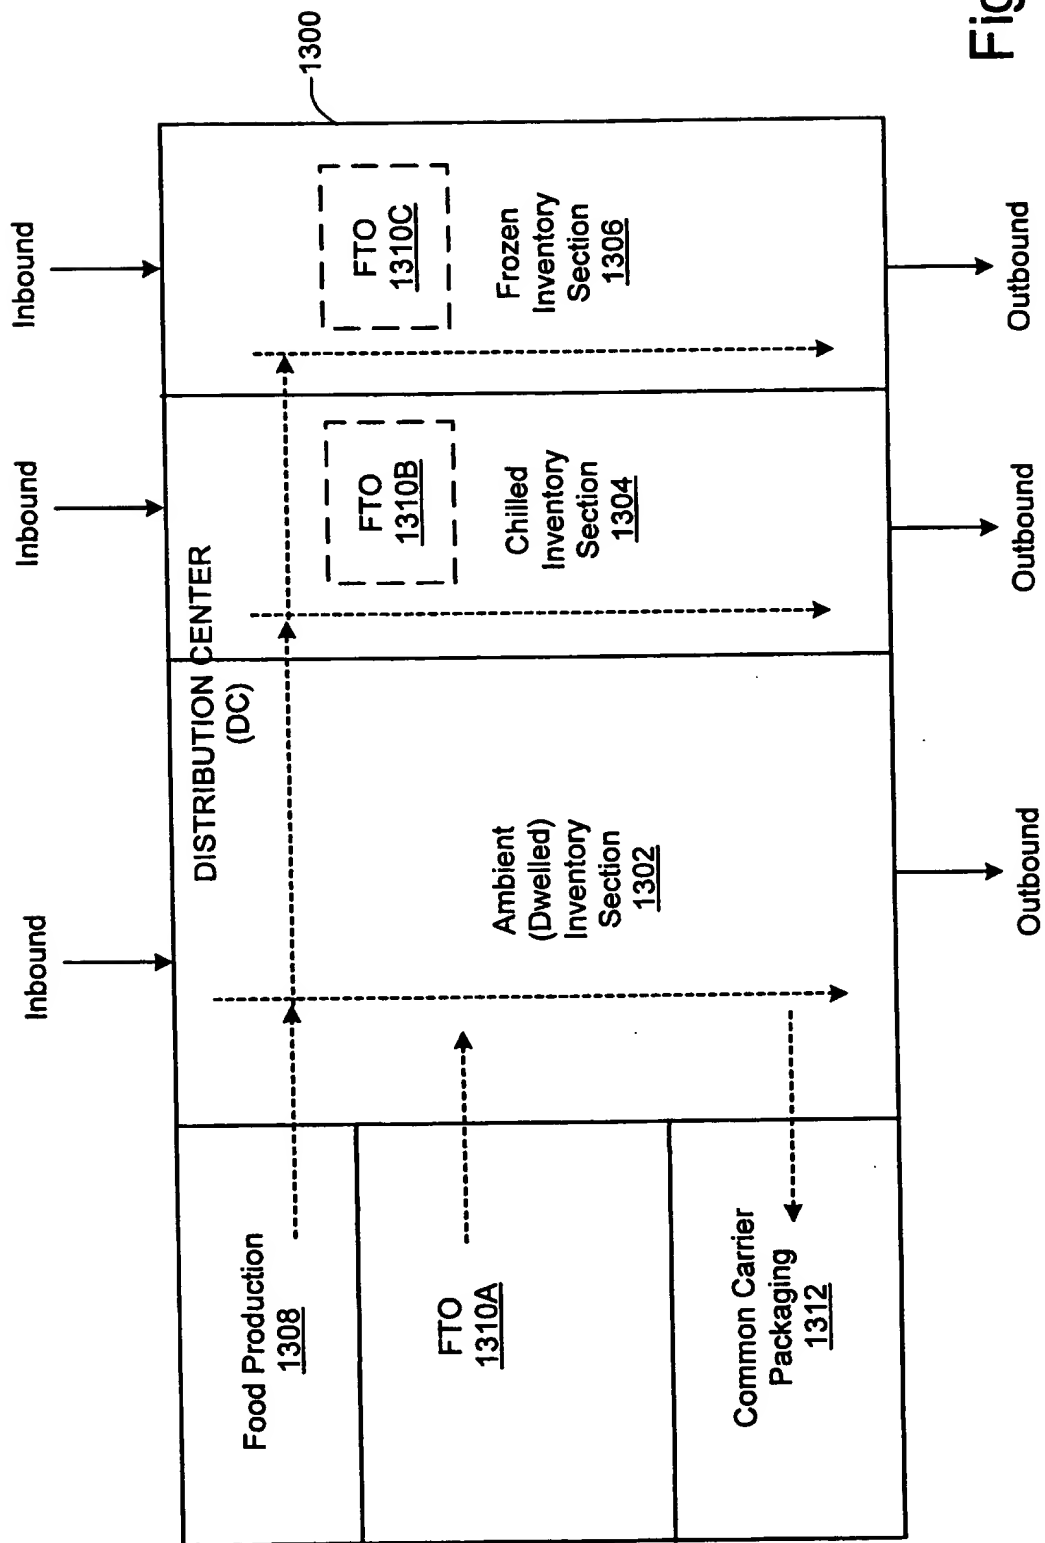 Inbound
Inbound
Inbound
DISTRIBUTION CENTER
(DC)
1300
Food Production
1308
FTO
1310A
Common Carrier
Packaging
1312
Ambient
(Dwelled)
Inventory
Section
1302
FTO
1310B
Chilled
Inventory
Section
1304
FTO
1310C
Frozen
Inventory
Section
1306
Outbound
Outbound
Outbound